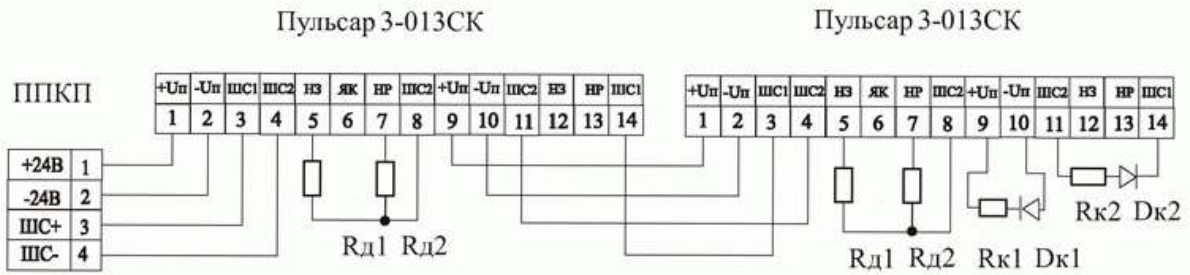 Пульсар 3-013СК
Пульсар 3-013СК
ППКП
+Uп -Uп ШС1 ШС2 НЗ ЯК НР ШС2 +Uп -Uп ШС2 НЗ НР ШС1
1 2 3 4 5 6 7 8 9 10 11 12 13 14
+Uп -Uп ШС1 ШС2 НЗ ЯК НР ШС2 +Uп -Uп ШС2 НЗ НР ШС1
1 2 3 4 5 6 7 8 9 10 11 12 13 14
+24В 1
-24В 2
ШС+ 3
ШС- 4
Rд1 Rд2
Rд1 Rд2
Rк1 Dк1
Rк2 Dк2